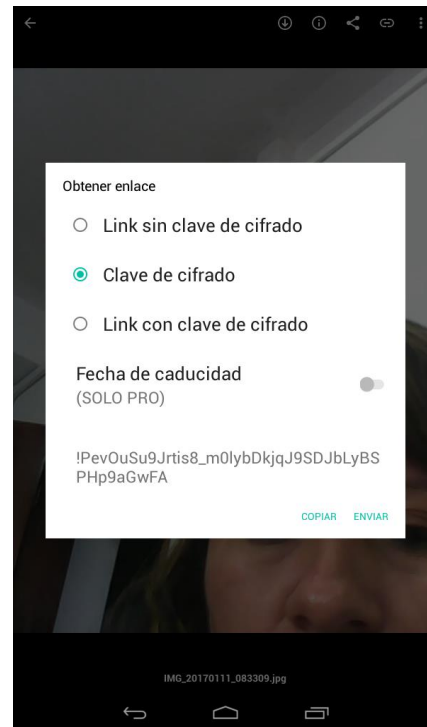 Obtener enlace
Link sin clave de cifrado
Clave de cifrado
Link con clave de cifrado
Fecha de caducidad
(SOLO PRO)
!PevOuSu9Jrtis8_m0lybDkjqJ9SDJbLyBS
PHp9aGwFA
COPIAR ENVIAR
IMG_20170111_083309.jpg